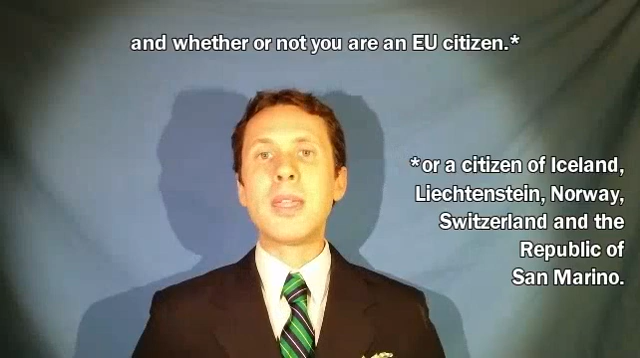 and whether or not you are an EU citizen.*
*or a citizen of Iceland,
Liechtenstein, Norway,
Switzerland and the
Republic of
San Marino.